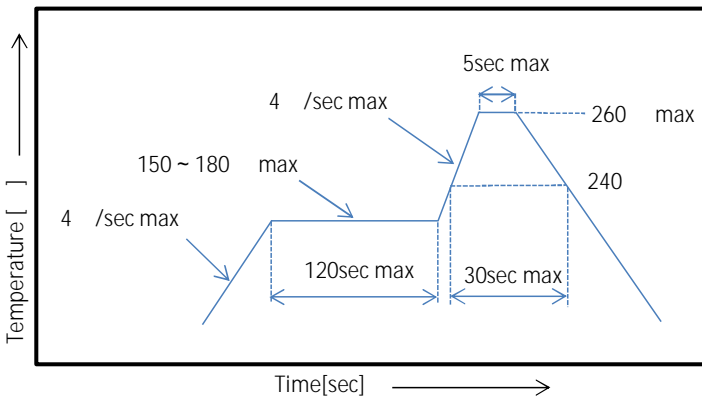 5sec max
4 /sec max
260 max
150 ~ 180 max
240
4 /sec max
120sec max
30sec max
Temperature [ ]
Time[sec]